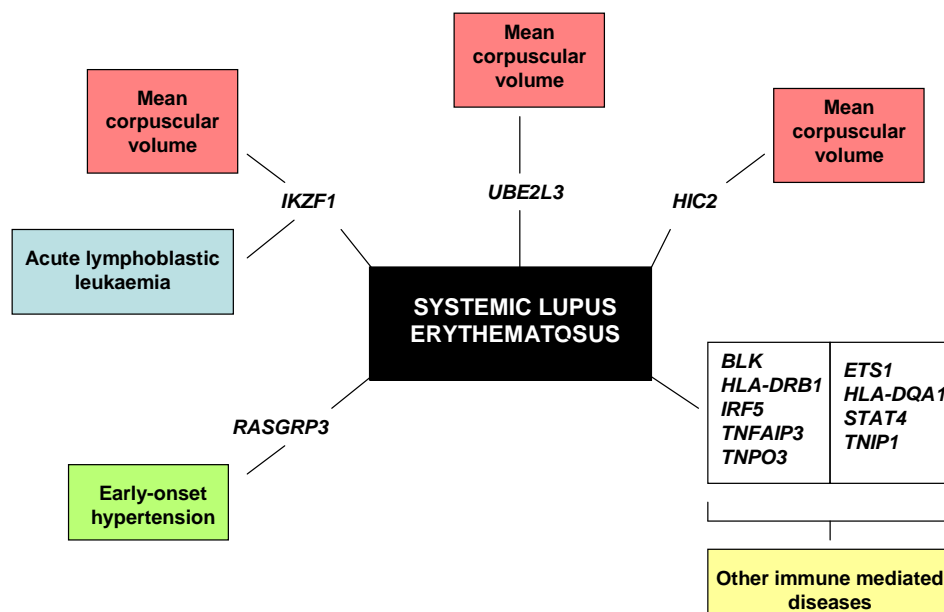 Mean
corpuscular
volume
Mean
corpuscular
volume
Mean
corpuscular
volume
IKZF1
UBE2L3
HIC2
Acute lymphoblastic
leukaemia
SYSTEMIC LUPUS
ERYTHEMATOSUS
RASGRP3
Early-onset
hypertension
BLK
HLA-DRB1
IRF5
TNFAIP3
TNPO3
ETS1
HLA-DQA1
STAT4
TNIP1
Other immune mediated
diseases